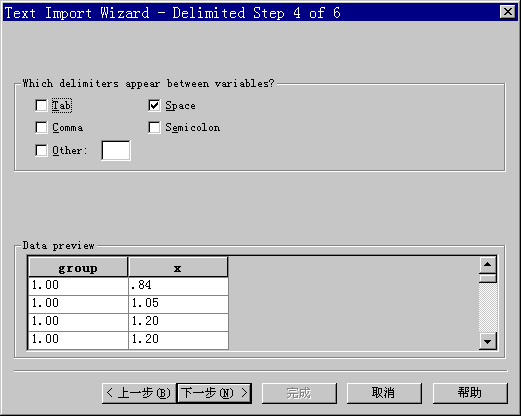 Text Import Wizard - Delimited Step 4 of 6
Which delimiters appear between variables?
Tab Space
Comma Semicolon
Other:
Data preview
group x
1.00 .84
1.00 1.05
1.00 1.20
1.00 1.20
< 上一步(B) 下一步(N) > 完成 取消 帮助